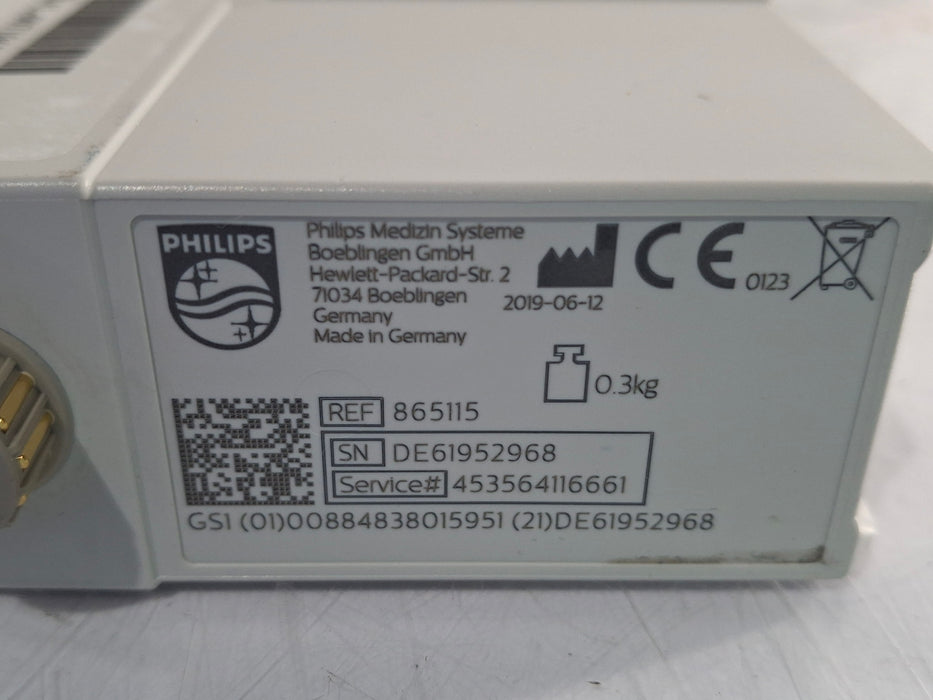 PHILIPS
Philips Medizin Systeme
Boeblingen GmbH
Hewlett-Packard-Str. 2
71034 Boeblingen
Germany
Made in Germany
2019-06-12
CE 0123
0.3kg
REF 865115
SN DE61952968
Service# 453564116661
GS1 (01)00884838015951 (21)DE61952968